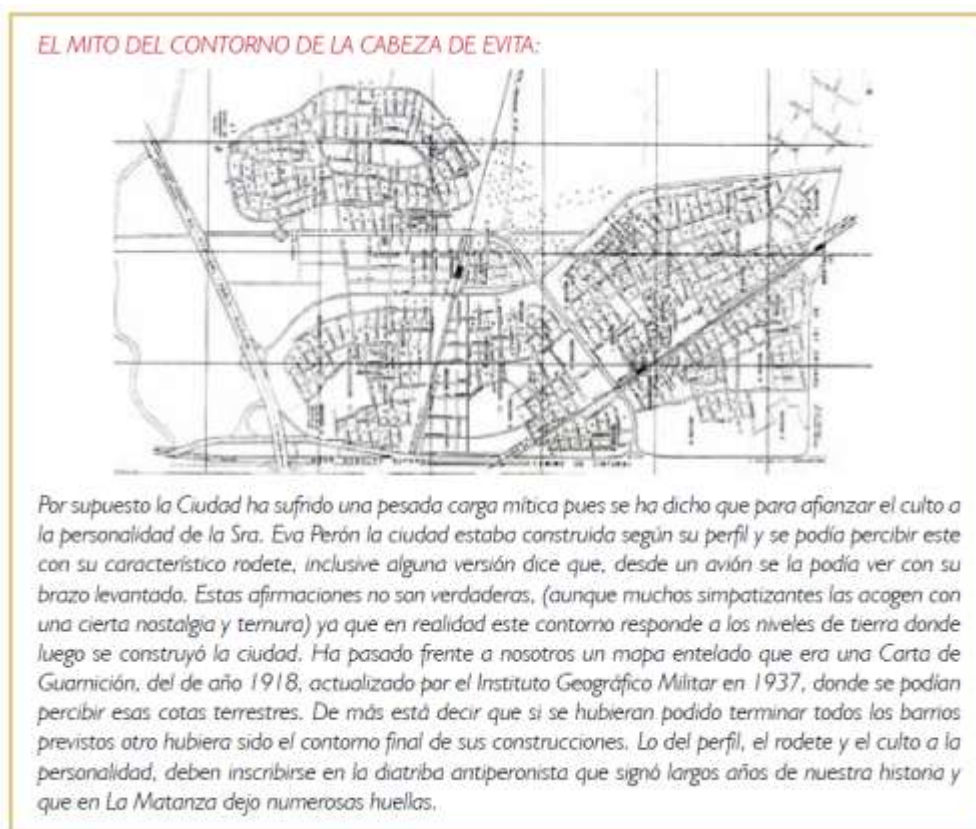 EL MITO DEL CONTORNO DE LA CABEZA DE EVITA:
Por supuesto la Ciudad ha sufrido una pesada carga mítica pues se ha dicho que para afianzar el culto a
la personalidad de la Sra. Eva Perón la ciudad estaba construida según su perfil y se podía percibir este
con su característico rodete, inclusive alguna versión dice que, desde un avión se la podía ver con su
brazo levantado. Estas afirmaciones no son verdaderas, (aunque muchos simpatizantes las acogen con
una cierta nostalgia y ternura) ya que en realidad este contorno responde a los niveles de tierra donde
luego se construyó la ciudad. Ha pasado frente a nosotros un mapa entelado que era una Carta de
Guarnición, del de año 1918, actualizado por el Instituto Geográfico Militar en 1937, donde se podían
percibir esas cotas terrestres. De más está decir que si se hubieran podido terminar todos los barrios
previstos otro hubiera sido el contorno final de sus construcciones. Lo del perfil, el rodete y el culto a la
personalidad, deben inscribirse en la diatriba antiperonista que signó largos años de nuestra historia y
que en La Matanza dejo numerosas huellas.